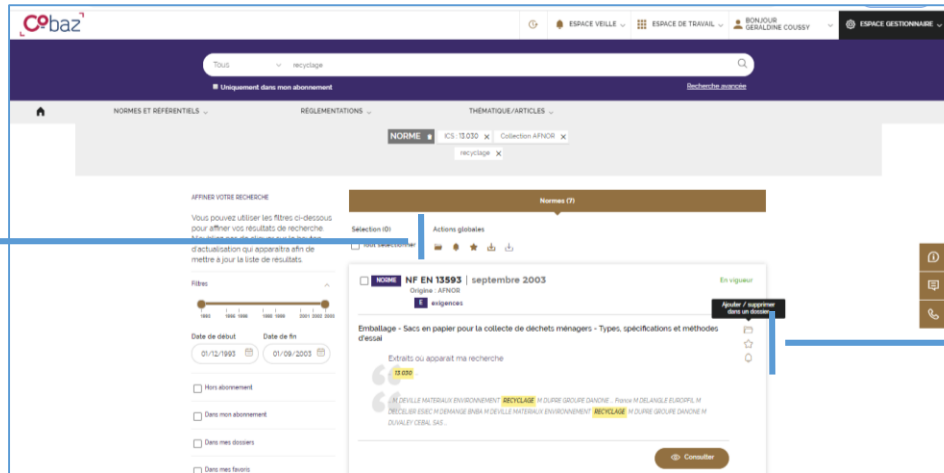 Cobaz
ESPACE VEILLE
ESPACE DE TRAVAIL
BONJOUR
GÉRALDINE COUSSY
ESPACE GESTIONNAIRE
Tous
recyclage
Uniquement dans mon abonnement
Recherche avancée
NORMES ET RÉFÉRENTIELS
RÉGLEMENTATIONS
THÉMATIQUE/ARTICLES
NORME
ICS : 13.030 x
Collection AFNOR x
recyclage x
AFFINER VOTRE RECHERCHE
Vous pouvez utiliser les filtres ci-dessous
pour affiner vos résultats de recherche.
d'actualisation qui apparaîtra afin de
mettre à jour la liste de résultats.
Filtres
Date de début
Date de fin
01/12/1993
01/09/2003
Hors abonnement
Dans mon abonnement
Dans mes dossiers
Dans mes favoris
Normes (7)
Sélection (0)
Actions globales
Tout sélectionner
NORME NF EN 13593 | septembre 2003
En vigueur
Origine : AFNOR
E exigences
Ajouter / supprimer
dans un dossier
Emballage - Sacs en papier pour la collecte de déchets ménagers - Types, spécifications et méthodes
d'essai
Extraits où apparait ma recherche
13.030 ...
... M DEVILLE MATERIAUX ENVIRONNEMENT RECYCLAGE M DUPRE GROUPE DANONE ... France M DELANGLE EUROPFIL M
DELCELIER ESIEC M DEMANGE BNBA M DEVILLE MATERIAUX ENVIRONNEMENT RECYCLAGE M DUPRE GROUPE DANONE M
DUVALEY CEBAL SAS ...
Consulter